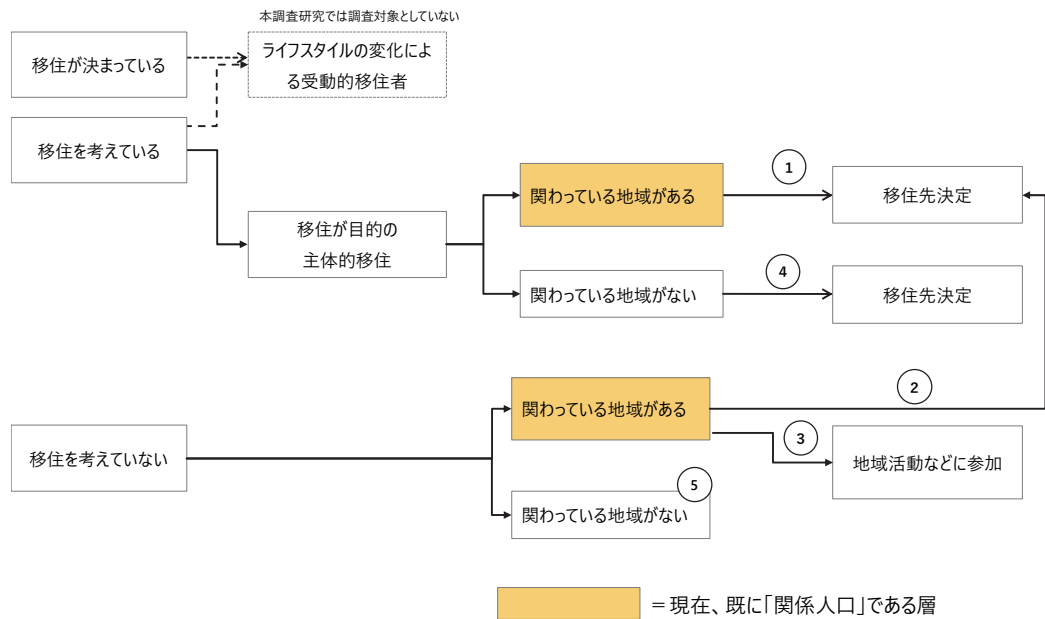 本調査研究では調査対象としていない
移住が決まっている
ライフスタイルの変化によ
る受動的移住者
移住を考えている
移住が目的の
主体的移住
関わっている地域がある
①
移住先決定
関わっている地域がない
④
移住先決定
移住を考えていない
関わっている地域がある
②
③
地域活動などに参加
関わっている地域がない
⑤
＝現在、既に「関係人口」である層